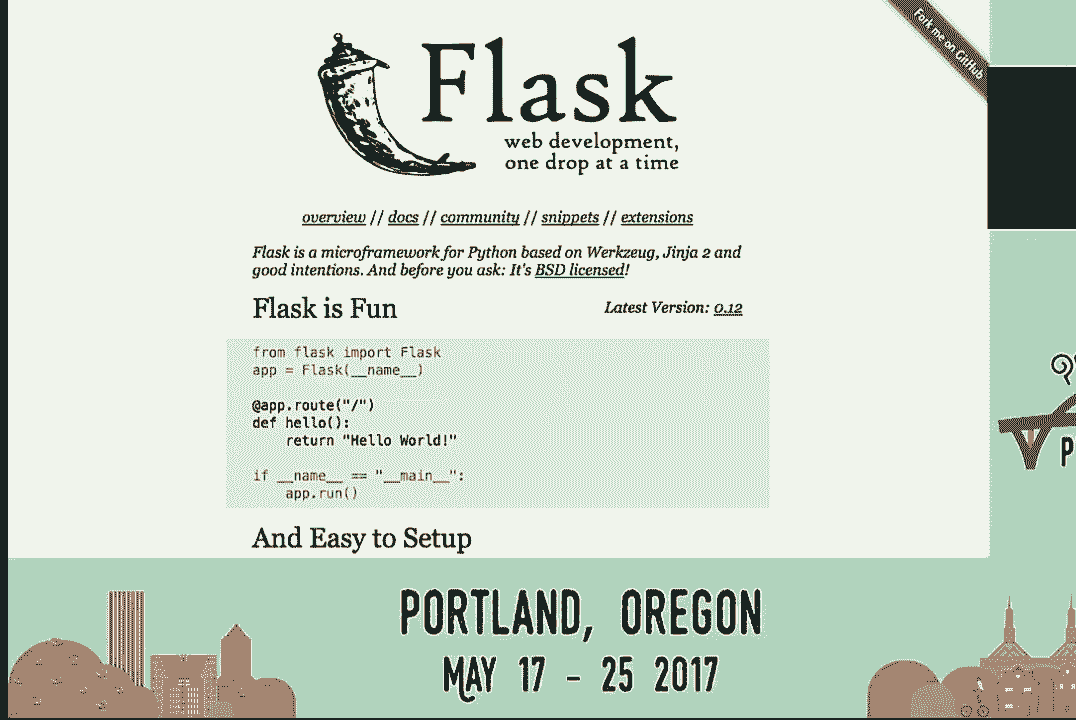 Fork me on GitHub
Flask
web development,
one drop at a time
overview // docs // community // snippets // extensions
Flask is a microframework for Python based on Werkzeug, Jinja 2 and
good intentions. And before you ask: It's BSD licensed!
Flask is Fun
Latest Version: 0.12
from flask import Flask
app = Flask(__name__)
@app.route("/")
def hello():
    return "Hello World!"
if __name__ == "__main__":
    app.run()
And Easy to Setup
P
PORTLAND, OREGON
MAY 17 - 25 2017